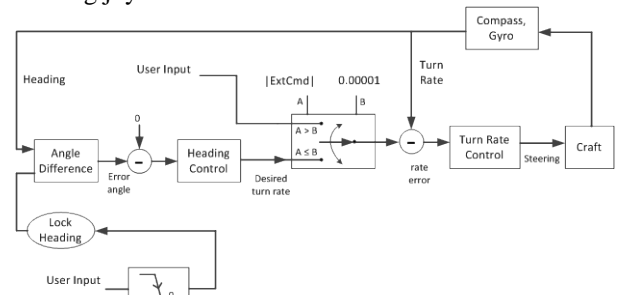 Compass,
Gyro
Heading
User Input
|ExtCmd|
0.00001
Turn
Rate
A
B
0
A > B
A ≤ B
Angle
Difference
-
Error
angle
Heading
Control
Desired
turn rate
-
rate
error
Turn Rate
Control
Steering
Craft
Lock
Heading
User Input
0